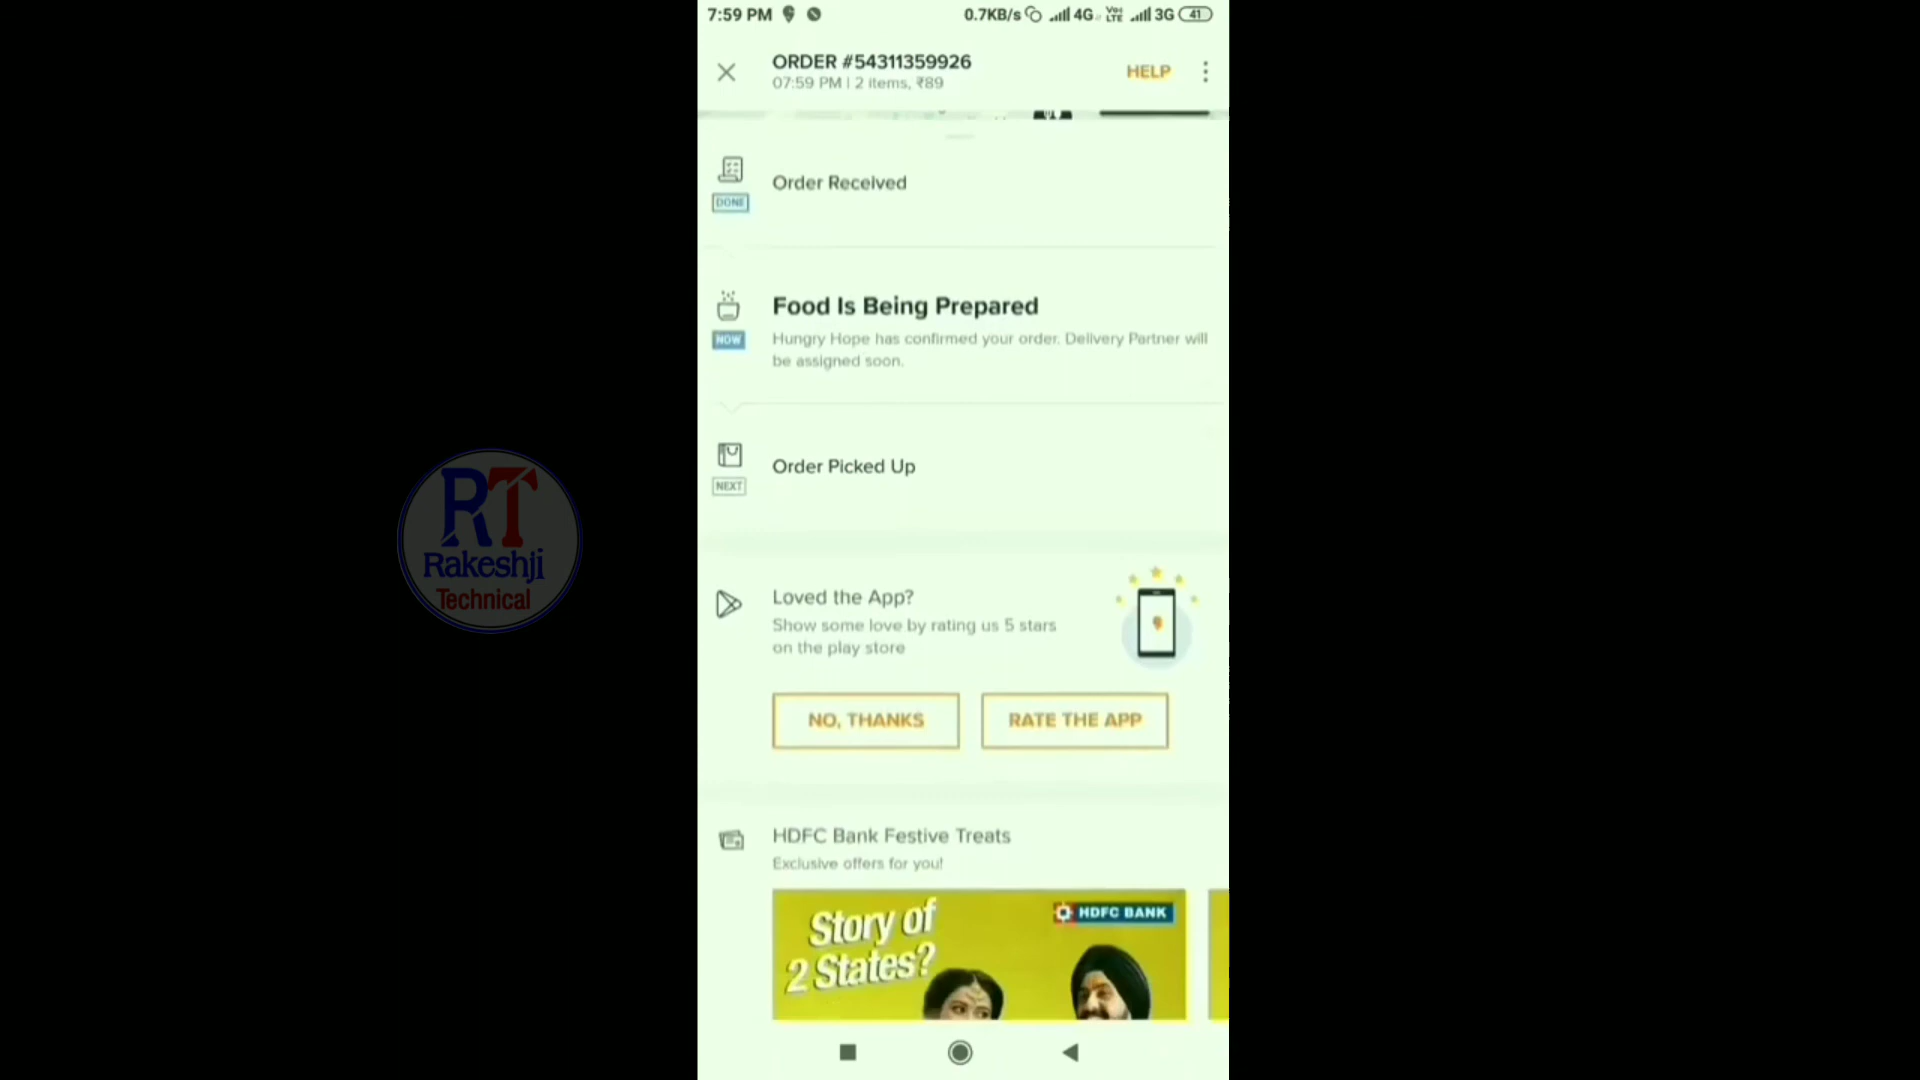 7:59 PM
0.7KB/s 4G Vo LTE 3G 41
ORDER #54311359926
07:59 PM | 2 items, ₹89
HELP
Order Received
DONE
Food Is Being Prepared
NOW
Hungry Hope has confirmed your order. Delivery Partner will
be assigned soon.
Order Picked Up
NEXT
RT
Rakeshji
Technical
Loved the App?
Show some love by rating us 5 stars
on the play store
NO, THANKS
RATE THE APP
HDFC Bank Festive Treats
Exclusive offers for you!
Story of
2 States?
HDFC BANK